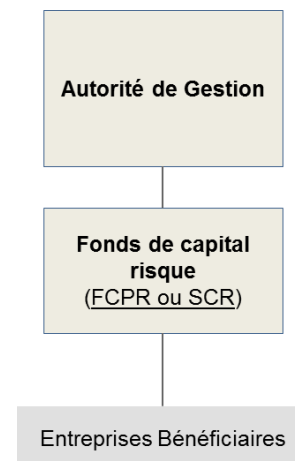 Autorité de Gestion
Fonds de capital
risque
(FCPR ou SCR)
Entreprises Bénéficiaires